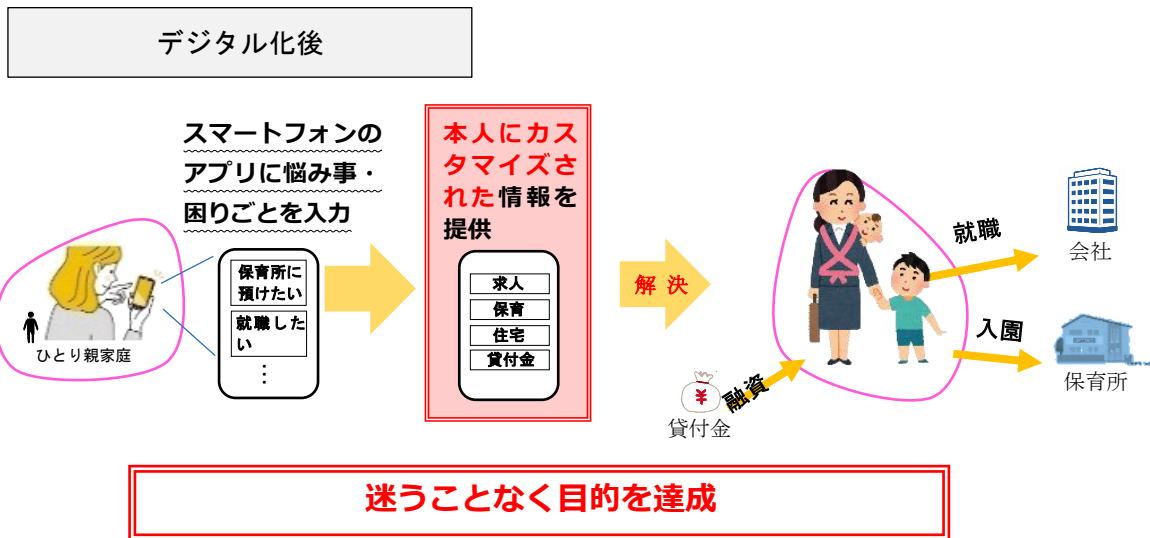 デジタル化後
スマートフォンの
アプリに悩み事・
困りごとを入力
ひとり親家庭
保育所に
預けたい
就職した
い
⋮
本人にカス
タマイズさ
れた情報を
提供
求人
保育
住宅
貸付金
解決
就職
会社
入園
保育所
¥
融資
貸付金
迷うことなく目的を達成